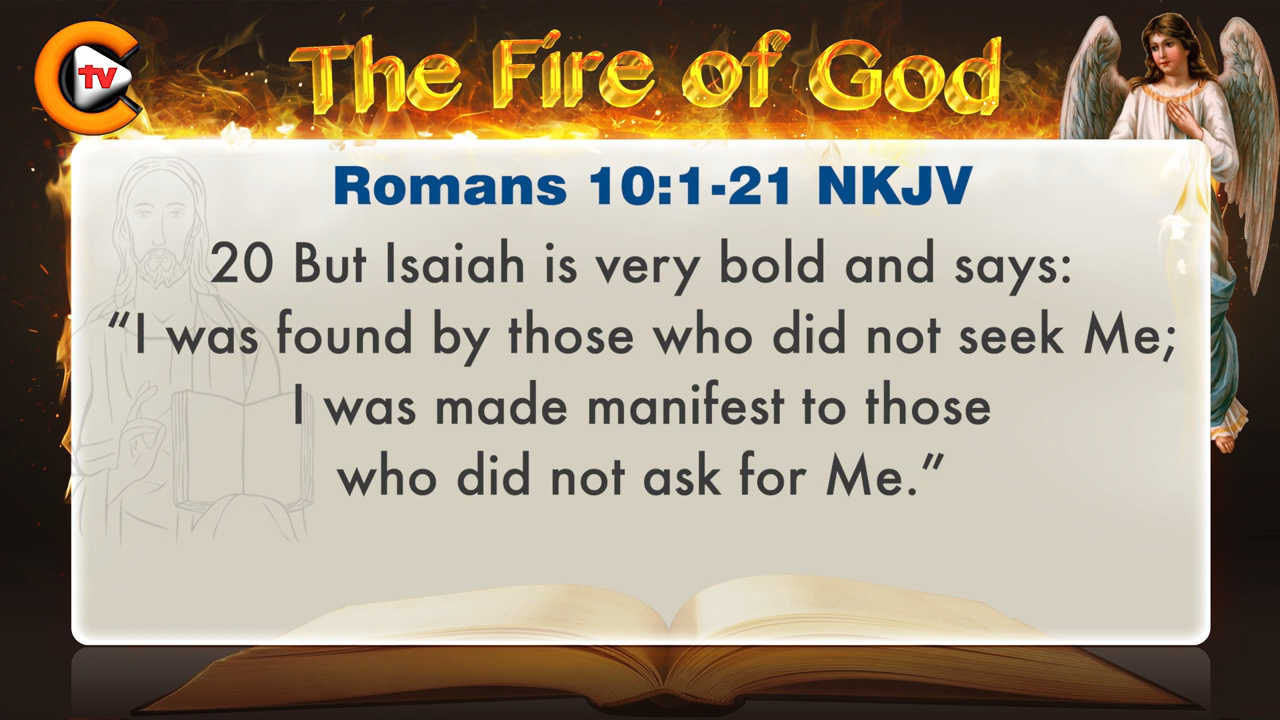 tv
The Fire of God
Romans 10:1-21 NKJV
20 But Isaiah is very bold and says:
“I was found by those who did not seek Me;
I was made manifest to those
who did not ask for Me.”